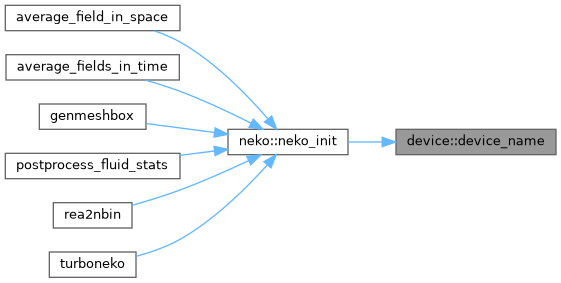 average_field_in_space
average_fields_in_time
genmeshbox
neko::neko_init
device::device_name
postprocess_fluid_stats
rea2nbin
turboneko